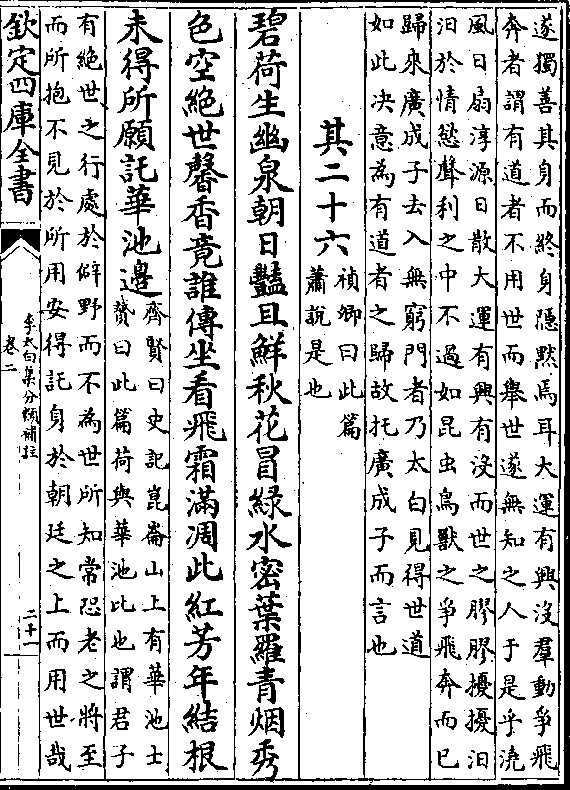 遂獨善其身而終身隠黙焉耳大運有興沒羣動爭飛
奔者謂有道者不用世而舉世遂無知之人于是乎澆
風日扇淳源日散大運有興有沒而世之膠膠擾擾汨
汨於情慾聲利之中不過如昆虫鳥獸之爭飛奔而已
歸來廣成子去入無窮門者乃太白見得世道
如此决意為有道者之歸故托廣成子而言也
其二十六
禎卿曰此篇
蕭說是也
碧荷生幽泉朝日豔且鮮秋花冒緑水宻葉羅青烟秀
色空絶世馨香竟誰傳坐看飛霜滿凋此紅芳年結根
未得所願託華池邊
齊賢曰史記崑崙山上有華池士
贇曰此篇荷與華池比也謂君子
有絶世之行處於僻野而不為世所知常恐老之將至
而所抱不見於所用安得託身於朝廷之上而用世哉
欽定四庫全書
李太白集分類補註
卷二
二十一